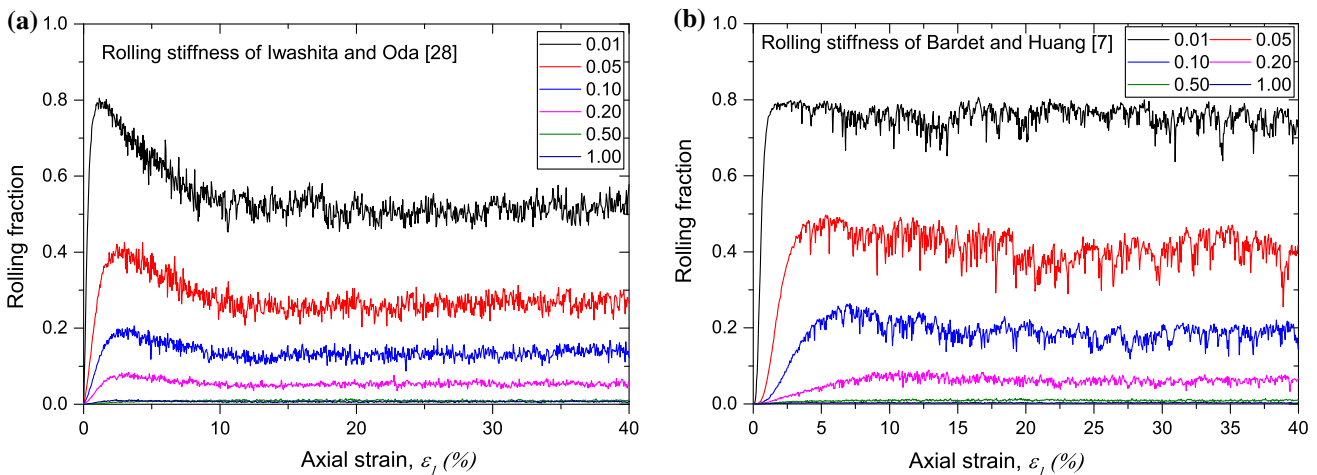 (a)
Rolling stiffness of Iwashita and Oda [28]
0.01
0.05
0.10
0.20
0.50
1.00
Rolling fraction
1.0
0.8
0.6
0.4
0.2
0.0
0 10 20 30 40
Axial strain, ε1 (%)
(b)
Rolling stiffness of Bardet and Huang [7]
0.01 0.05
0.10 0.20
0.50 1.00
Rolling fraction
1.0
0.8
0.6
0.4
0.2
0.0
0 5 10 15 20 25 30 35 40
Axial strain, ε1 (%)